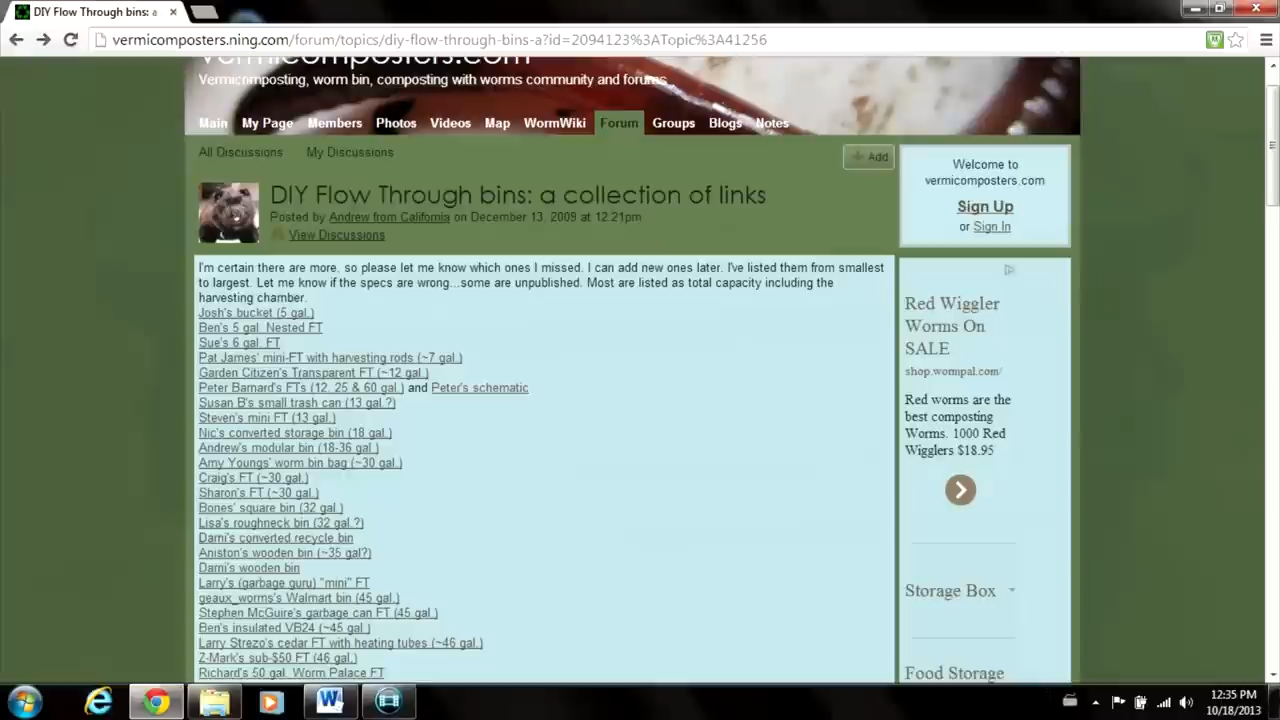 DIY Flow Through bins: a
vermicomposters.ning.com/forum/topics/diy-flow-through-bins-a?id=2094123%3ATopic%3A41256
vermicomposters.com
Vermicomposting, worm bin, composting with worms community and forums
Main My Page Members Photos Videos Map WormWiki Forum Groups Blogs Notes
All Discussions My Discussions
Add
DIY Flow Through bins: a collection of links
Posted by Andrew from California on December 13, 2009 at 12:21pm
View Discussions
Welcome to
vermicomposters.com
Sign Up
or Sign In
I'm certain there are more, so please let me know which ones I missed. I can add new ones later. I've listed them from smallest
to largest. Let me know if the specs are wrong...some are unpublished. Most are listed as total capacity including the
harvesting chamber.
Josh's bucket (5 gal.)
Ben's 5 gal. Nested FT
Sue's 6 gal. FT
Pat James' mini-FT with harvesting rods (~7 gal.)
Garden Citizen's Transparent FT (~12 gal.)
Peter Barnard's FTs (12, 25 & 60 gal.) and Peter's schematic
Susan B's small trash can (13 gal.?)
Steven's mini FT (13 gal.)
Nic's converted storage bin (18 gal.)
Andrew's modular bin (18-36 gal.)
Amy Youngs' worm bin bag (~30 gal.)
Craig's FT (~30 gal.)
Sharon's FT (~30 gal.)
Bones' square bin (32 gal.)
Lisa's roughneck bin (32 gal.?)
Darni's converted recycle bin
Aniston's wooden bin (~35 gal?)
Darni's wooden bin
Larry's (garbage guru) "mini" FT
geaux_worms's Walmart bin (45 gal.)
Stephen McGuire's garbage can FT (45 gal.)
Ben's insulated VB24 (~45 gal.)
Larry Strezo's cedar FT with heating tubes (~46 gal.)
Z-Mark's sub-$50 FT (46 gal.)
Richard's 50 gal. Worm Palace FT
Red Wiggler
Worms On
SALE
shop.wormpal.com/
Red worms are the
best composting
Worms. 1000 Red
Wigglers $18.95
Storage Box
Food Storage
12:35 PM
10/18/2013